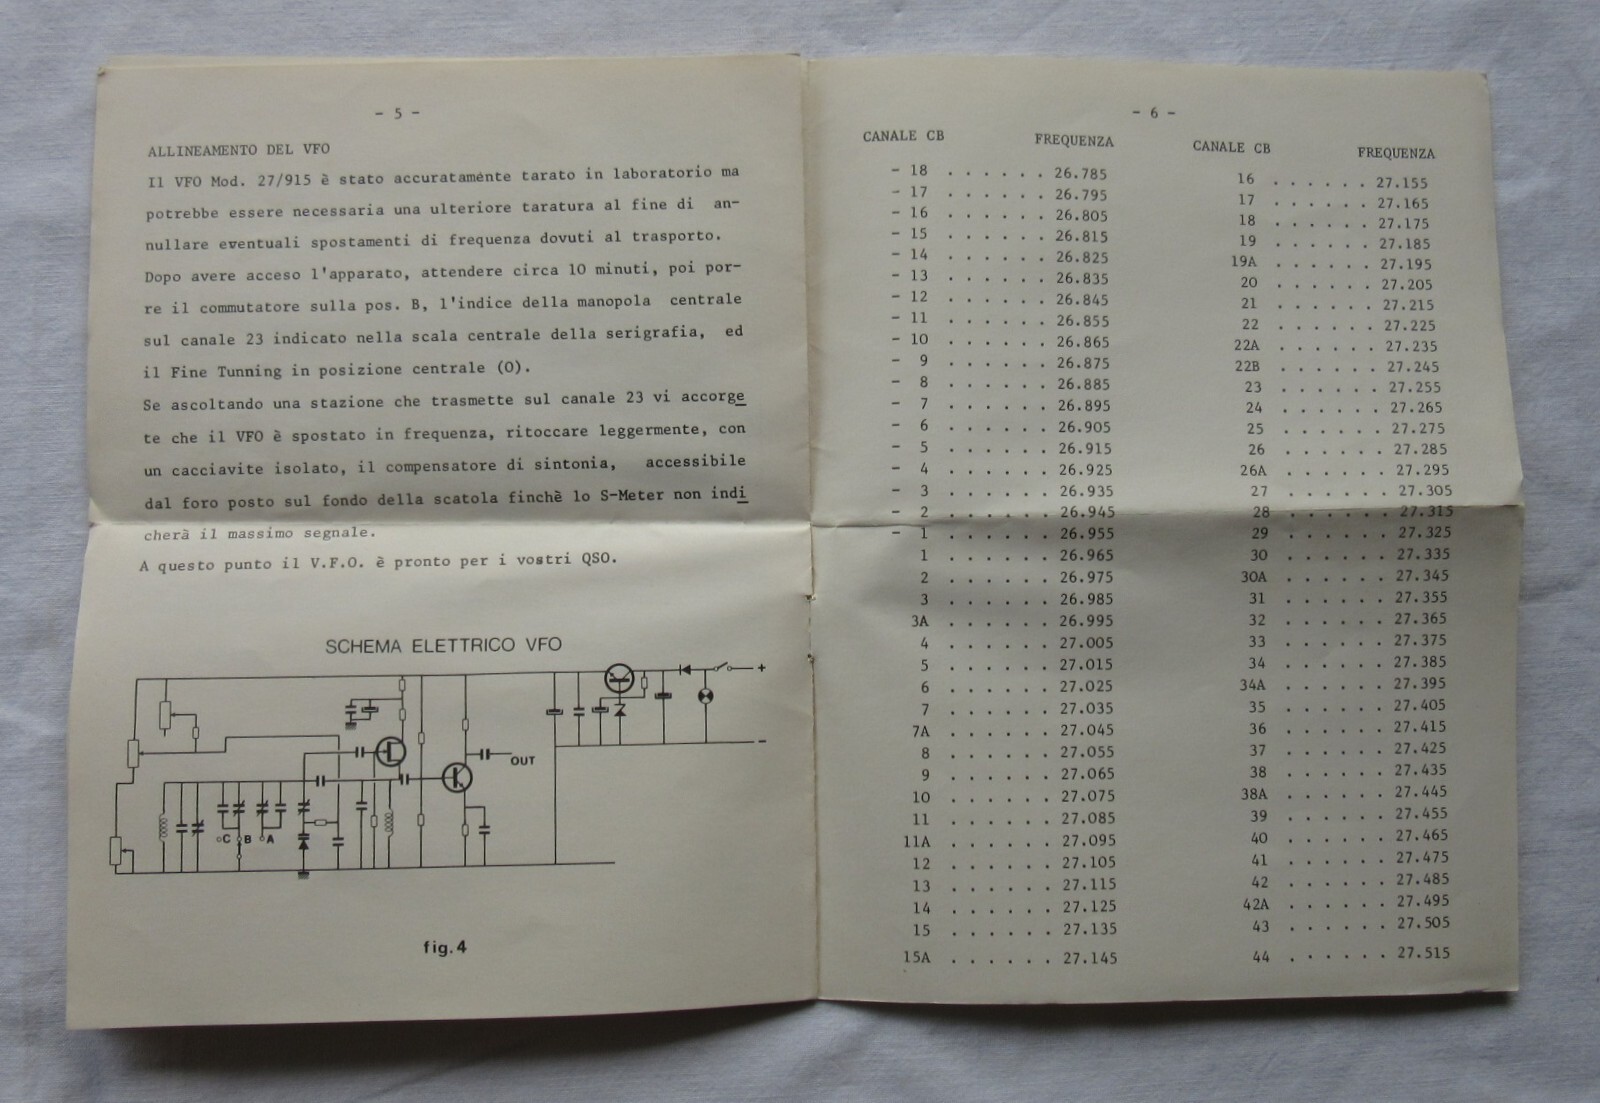 - 5 -
ALLINEAMENTO DEL VFO
Il VFO Mod. 27/915 è stato accuratamente tarato in laboratorio ma
potrebbe essere necessaria una ulteriore taratura al fine di an-
nullare eventuali spostamenti di frequenza dovuti al trasporto.
Dopo avere acceso l'apparato, attendere circa 10 minuti, poi por-
re il commutatore sulla pos. B, l'indice della manopola centrale
sul canale 23 indicato nella scala centrale della serigrafia, ed
il Fine Tunning in posizione centrale (0).
Se ascoltando una stazione che trasmette sul canale 23 vi accorge
te che il VFO è spostato in frequenza, ritoccare leggermente, con
un cacciavite isolato, il compensatore di sintonia, accessibile
dal foro posto sul fondo della scatola finchè lo S-Meter non indi
cherà il massimo segnale.
A questo punto il V.F.O. è pronto per i vostri QSO.
SCHEMA ELETTRICO VFO
+
-
OUT
C B A
fig.4
- 6 -
CANALE CB FREQUENZA
- 18 . . . . . . 26.785
- 17 . . . . . . 26.795
- 16 . . . . . . 26.805
- 15 . . . . . . 26.815
- 14 . . . . . . 26.825
- 13 . . . . . . 26.835
- 12 . . . . . . 26.845
- 11 . . . . . . 26.855
- 10 . . . . . . 26.865
- 9 . . . . . . 26.875
- 8 . . . . . . 26.885
- 7 . . . . . . 26.895
- 6 . . . . . . 26.905
- 5 . . . . . . 26.915
- 4 . . . . . . 26.925
- 3 . . . . . . 26.935
- 2 . . . . . . 26.945
- 1 . . . . . . 26.955
1 . . . . . . 26.965
2 . . . . . . 26.975
3 . . . . . . 26.985
3A . . . . . . 26.995
4 . . . . . . 27.005
5 . . . . . . 27.015
6 . . . . . . 27.025
7 . . . . . . 27.035
7A . . . . . . 27.045
8 . . . . . . 27.055
9 . . . . . . 27.065
10 . . . . . . 27.075
11 . . . . . . 27.085
11A . . . . . . 27.095
12 . . . . . . 27.105
13 . . . . . . 27.115
14 . . . . . . 27.125
15 . . . . . . 27.135
15A . . . . . . 27.145
CANALE CB FREQUENZA
16 . . . . . . 27.155
17 . . . . . . 27.165
18 . . . . . . 27.175
19 . . . . . . 27.185
19A . . . . . . 27.195
20 . . . . . . 27.205
21 . . . . . . 27.215
22 . . . . . . 27.225
22A . . . . . . 27.235
22B . . . . . . 27.245
23 . . . . . . 27.255
24 . . . . . . 27.265
25 . . . . . . 27.275
26 . . . . . . 27.285
26A . . . . . . 27.295
27 . . . . . . 27.305
28 . . . . . . 27.315
29 . . . . . . 27.325
30 . . . . . . 27.335
30A . . . . . . 27.345
31 . . . . . . 27.355
32 . . . . . . 27.365
33 . . . . . . 27.375
34 . . . . . . 27.385
34A . . . . . . 27.395
35 . . . . . . 27.405
36 . . . . . . 27.415
37 . . . . . . 27.425
38 . . . . . . 27.435
38A . . . . . . 27.445
39 . . . . . . 27.455
40 . . . . . . 27.465
41 . . . . . . 27.475
42 . . . . . . 27.485
42A . . . . . . 27.495
43 . . . . . . 27.505
44 . . . . . . 27.515